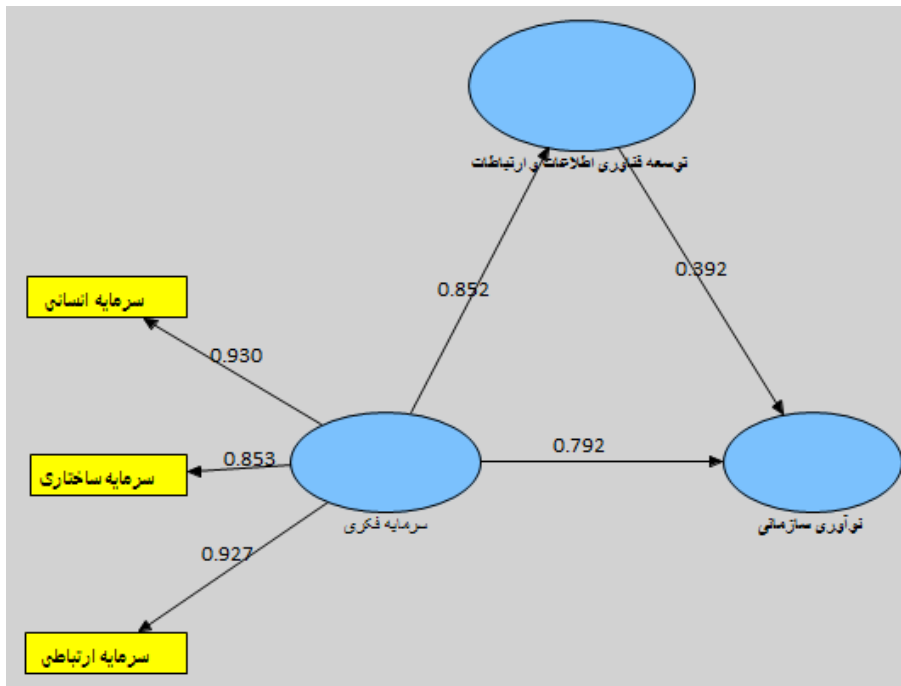 توسعه فناوری اطلاعات و ارتباطات
0.852
0.392
سرمایه انسانی
0.930
سرمایه ساختاری
0.853
0.792
سرمایه فکری
نوآوری سازمانی
0.927
سرمایه ارتباطی